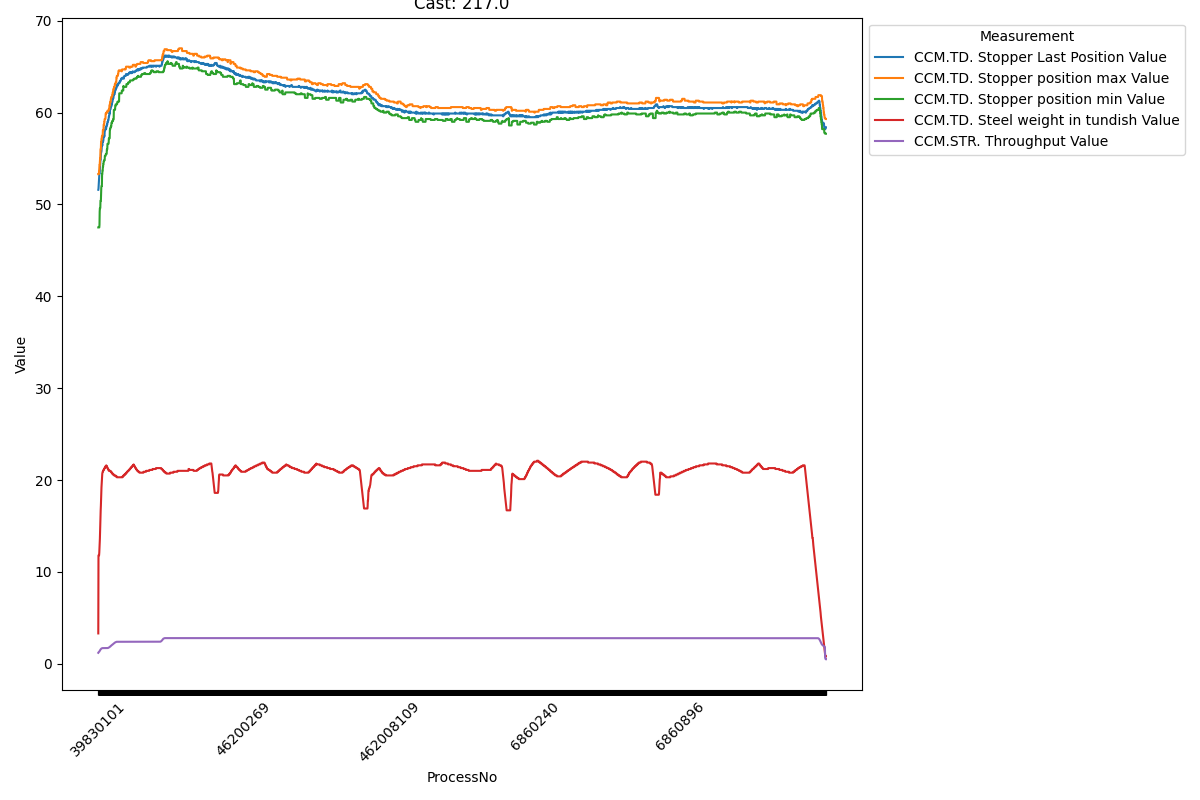 Cast: 217.0
Measurement
CCM.TD. Stopper Last Position Value
CCM.TD. Stopper position max Value
CCM.TD. Stopper position min Value
CCM.TD. Steel weight in tundish Value
CCM.STR. Throughput Value
Value
70
60
50
40
30
20
10
0
39830101
46200269
462008109
6860240
6860896
ProcessNo